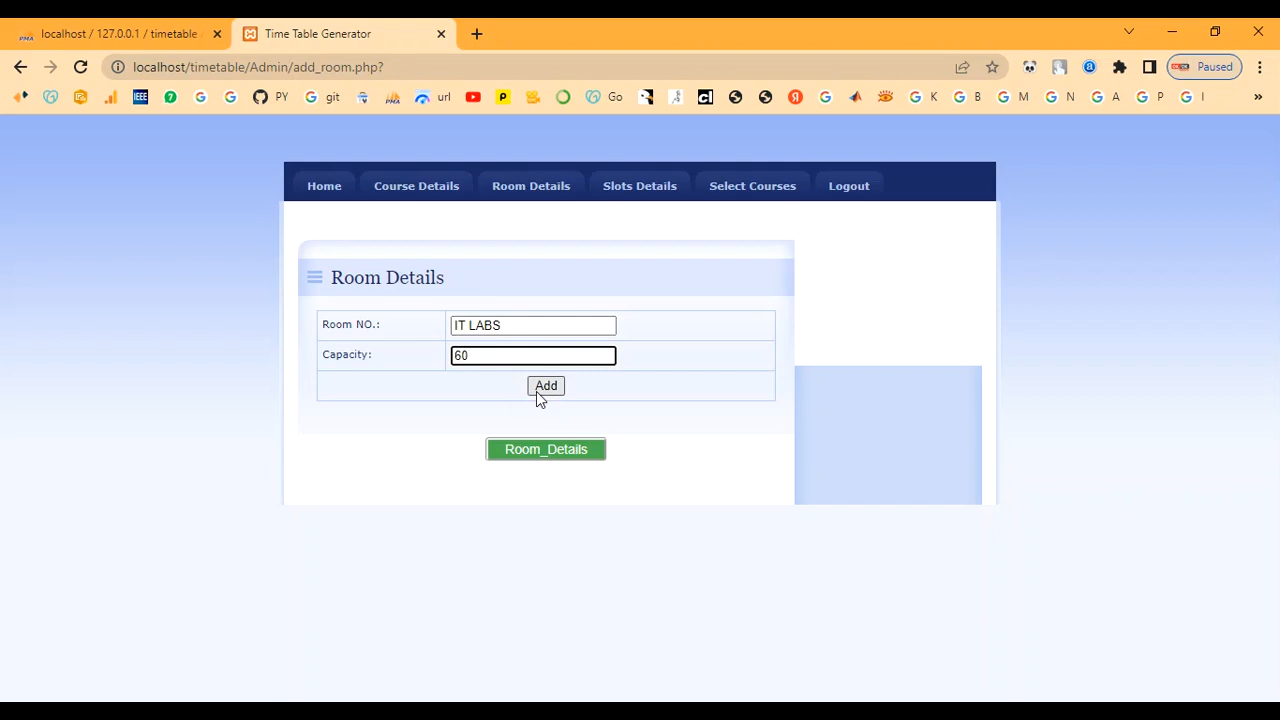 localhost / 127.0.0.1 / timetable
Time Table Generator
localhost/timetable/Admin/add_room.php?
Paused
IEEE
PY
git
PMA
url
Go
K
B
M
N
A
P
I
Home
Course Details
Room Details
Slots Details
Select Courses
Logout
Room Details
Room NO.:
IT LABS
Capacity:
60
Add
Room_Details